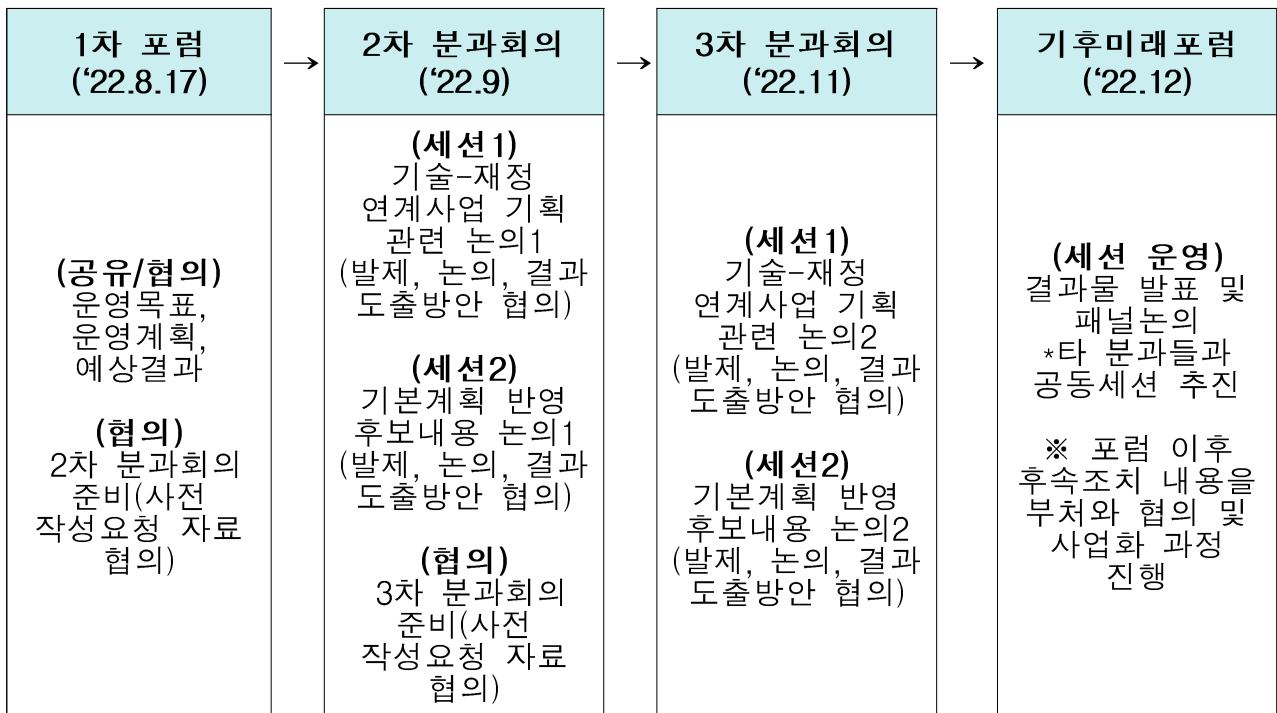 1차 포럼
(‘22.8.17)
→
2차 분과회의
(‘22.9)
→
3차 분과회의
(‘22.11)
→
기후미래포럼
(‘22.12)
(공유/협의)
운영목표,
운영계획,
예상결과
(협의)
2차 분과회의
준비(사전
작성요청 자료
협의)
(세션1)
기술-재정
연계사업 기획
관련 논의1
(발제, 논의, 결과
도출방안 협의)
(세션2)
기본계획 반영
후보내용 논의1
(발제, 논의, 결과
도출방안 협의)
(협의)
3차 분과회의
준비(사전
작성요청 자료
협의)
(세션1)
기술-재정
연계사업 기획
관련 논의2
(발제, 논의, 결과
도출방안 협의)
(세션2)
기본계획 반영
후보내용 논의2
(발제, 논의, 결과
도출방안 협의)
(세션 운영)
결과물 발표 및
패널논의
*타 분과들과
공동세션 추진
※ 포럼 이후
후속조치 내용을
부처와 협의 및
사업화 과정
진행